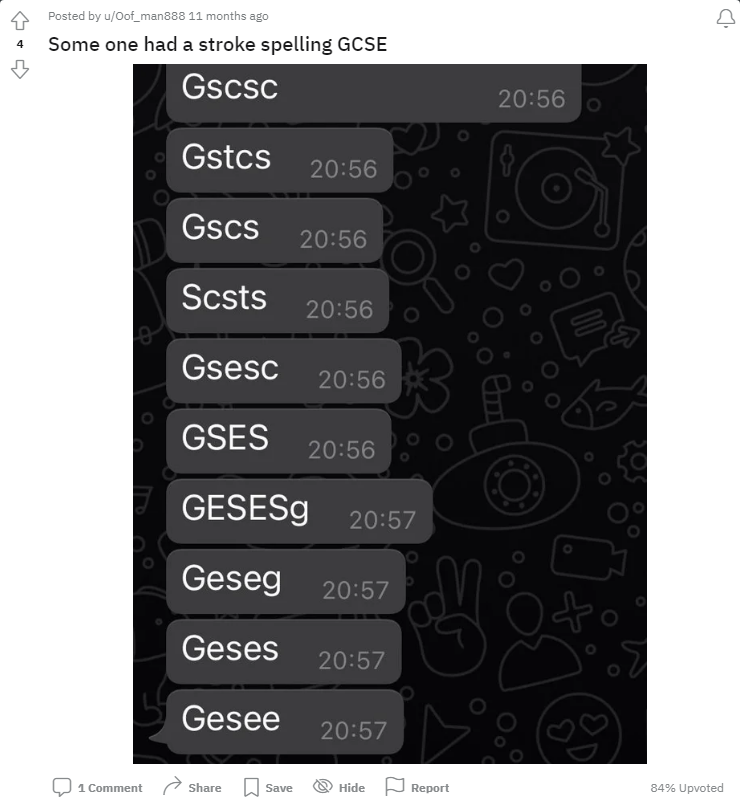 Posted by u/Oof_man888 11 months ago
4
Some one had a stroke spelling GCSE
Gscsc 20:56
Gstcs 20:56
Gscs 20:56
Scsts 20:56
Gsesc 20:56
GSES 20:56
GESESg 20:57
Geseg 20:57
Geses 20:57
Gesee 20:57
1 Comment Share Save Hide Report 84% Upvoted